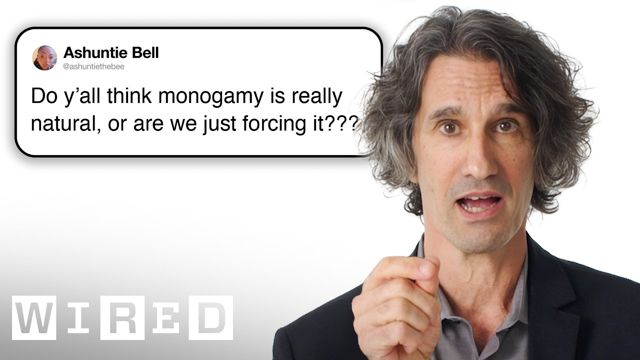 Ashuntie Bell
@ashuntiethebee
Do y’all think monogamy is really
natural, or are we just forcing it???
WIRED